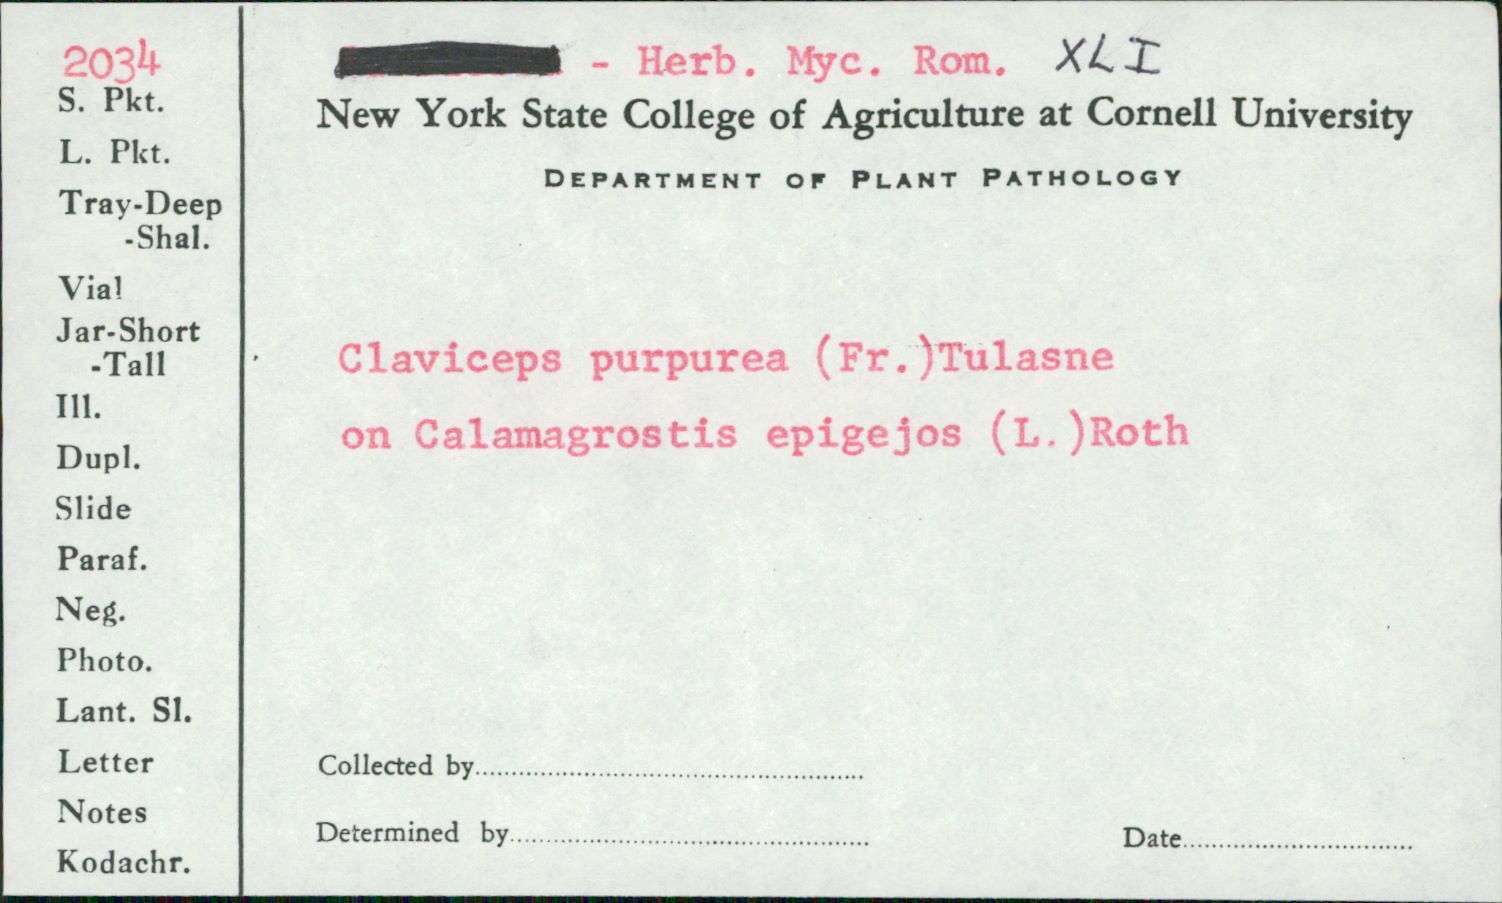 2034
S. Pkt.
L. Pkt.
Tray-Deep
-Shal.
Vial
Jar-Short
-Tall
Ill.
Dupl.
Slide
Paraf.
Neg.
Photo.
Lant. Sl.
Letter
Notes
Kodachr.
- Herb. Myc. Rom. XLI
New York State College of Agriculture at Cornell University
DEPARTMENT OF PLANT PATHOLOGY
Claviceps purpurea (Fr.)Tulasne
on Calamagrostis epigejos (L.)Roth
Collected by
Determined by
Date